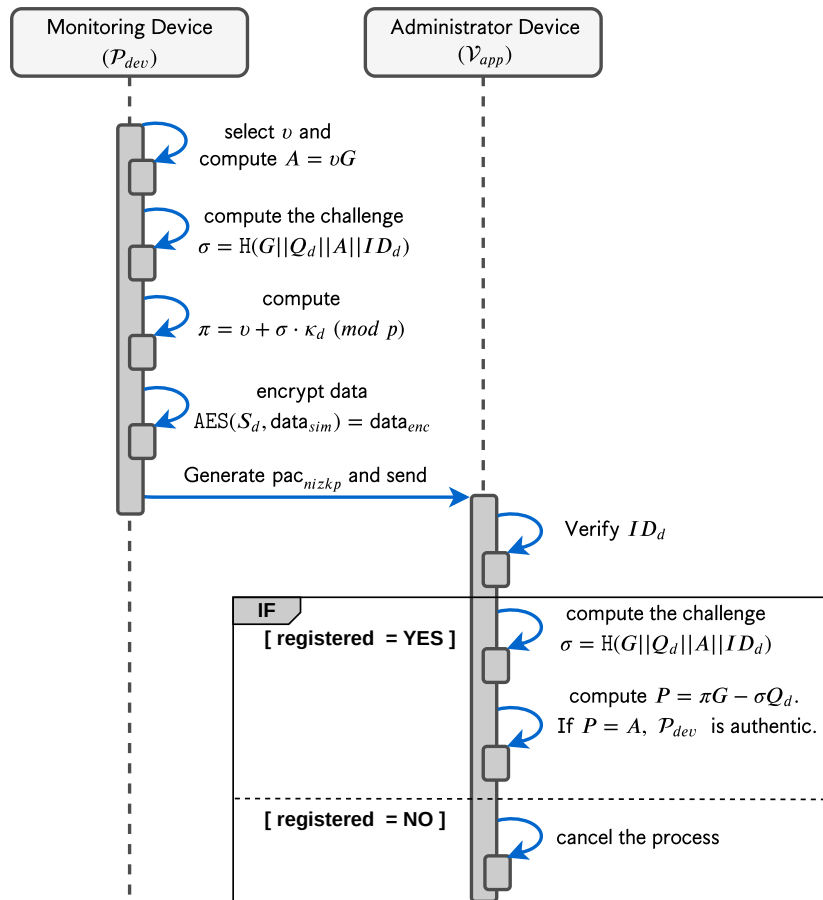 Monitoring Device
(𝒫_dev)
Administrator Device
(𝒱_app)
select υ and
compute A = υG
compute the challenge
σ = H(G||Q_d||A||ID_d)
compute
π = υ + σ · κ_d (mod p)
encrypt data
AES(S_d, data_sim) = data_enc
Generate pac_nizkp and send
Verify ID_d
IF
[ registered = YES ]
compute the challenge
σ = H(G||Q_d||A||ID_d)
compute P = πG − σQ_d.
If P = A, 𝒫_dev is authentic.
[ registered = NO ]
cancel the process